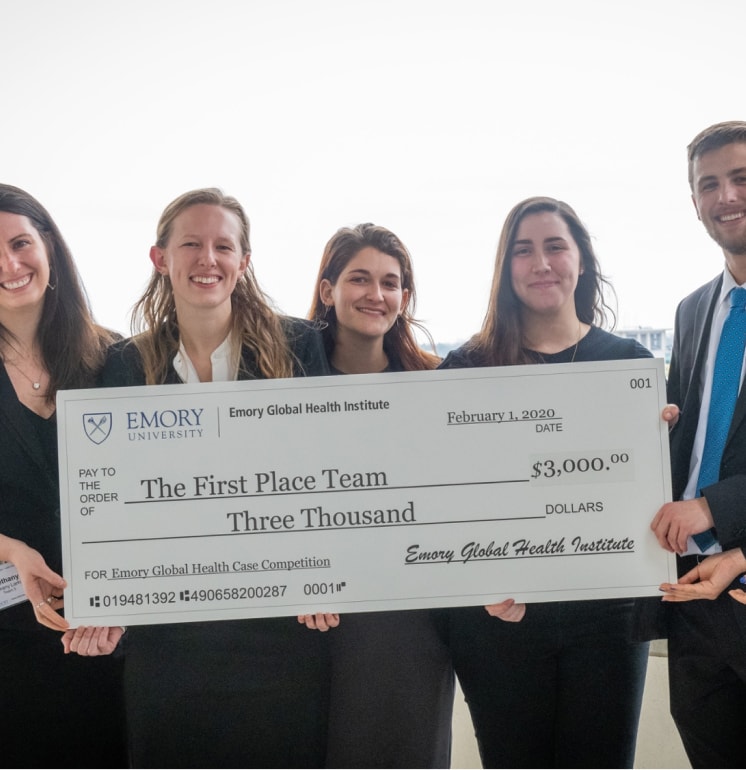 EMORY
UNIVERSITY
Emory Global Health Institute
001
February 1, 2020
DATE
PAY TO
THE
ORDER
OF
The First Place Team
$3,000.00
Three Thousand
DOLLARS
FOR Emory Global Health Case Competition
Emory Global Health Institute
⑆019481392 ⑆490658200287 0001⑈